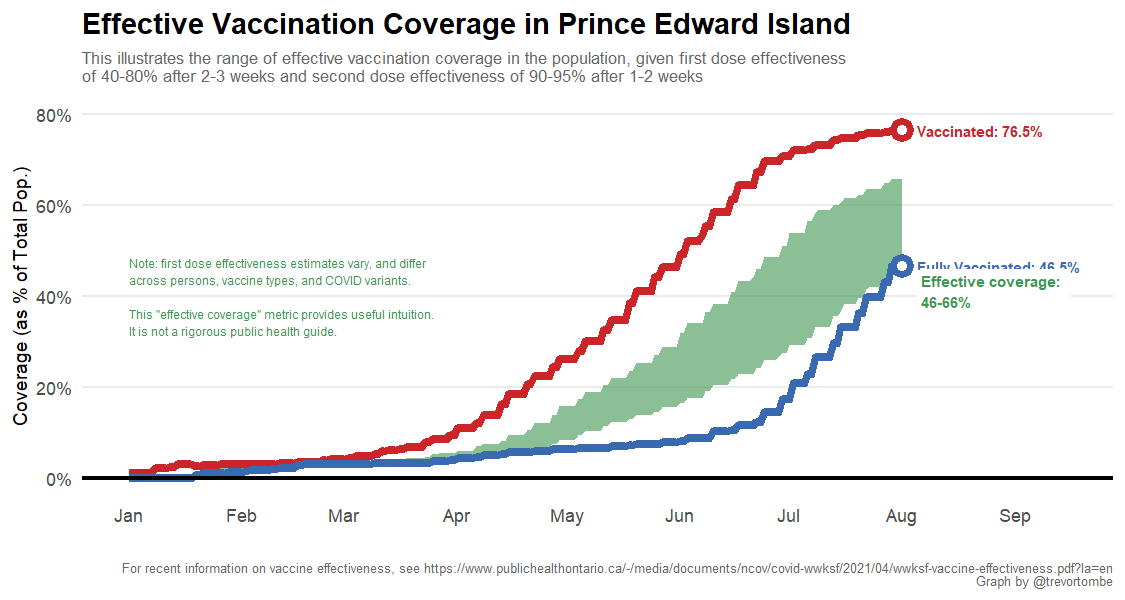 Effective Vaccination Coverage in Prince Edward Island
This illustrates the range of effective vaccination coverage in the population, given first dose effectiveness
of 40-80% after 2-3 weeks and second dose effectiveness of 90-95% after 1-2 weeks
Coverage (as % of Total Pop.)
80%
60%
40%
20%
0%
Vaccinated: 76.5%
Fully Vaccinated: 46.5%
Effective coverage:
46-66%
Note: first dose effectiveness estimates vary, and differ
across persons, vaccine types, and COVID variants.
This "effective coverage" metric provides useful intuition.
It is not a rigorous public health guide.
Jan Feb Mar Apr May Jun Jul Aug Sep
For recent information on vaccine effectiveness, see https://www.publichealthontario.ca/-/media/documents/ncov/covid-wwksf/2021/04/wwksf-vaccine-effectiveness.pdf?la=en
Graph by @trevortombe